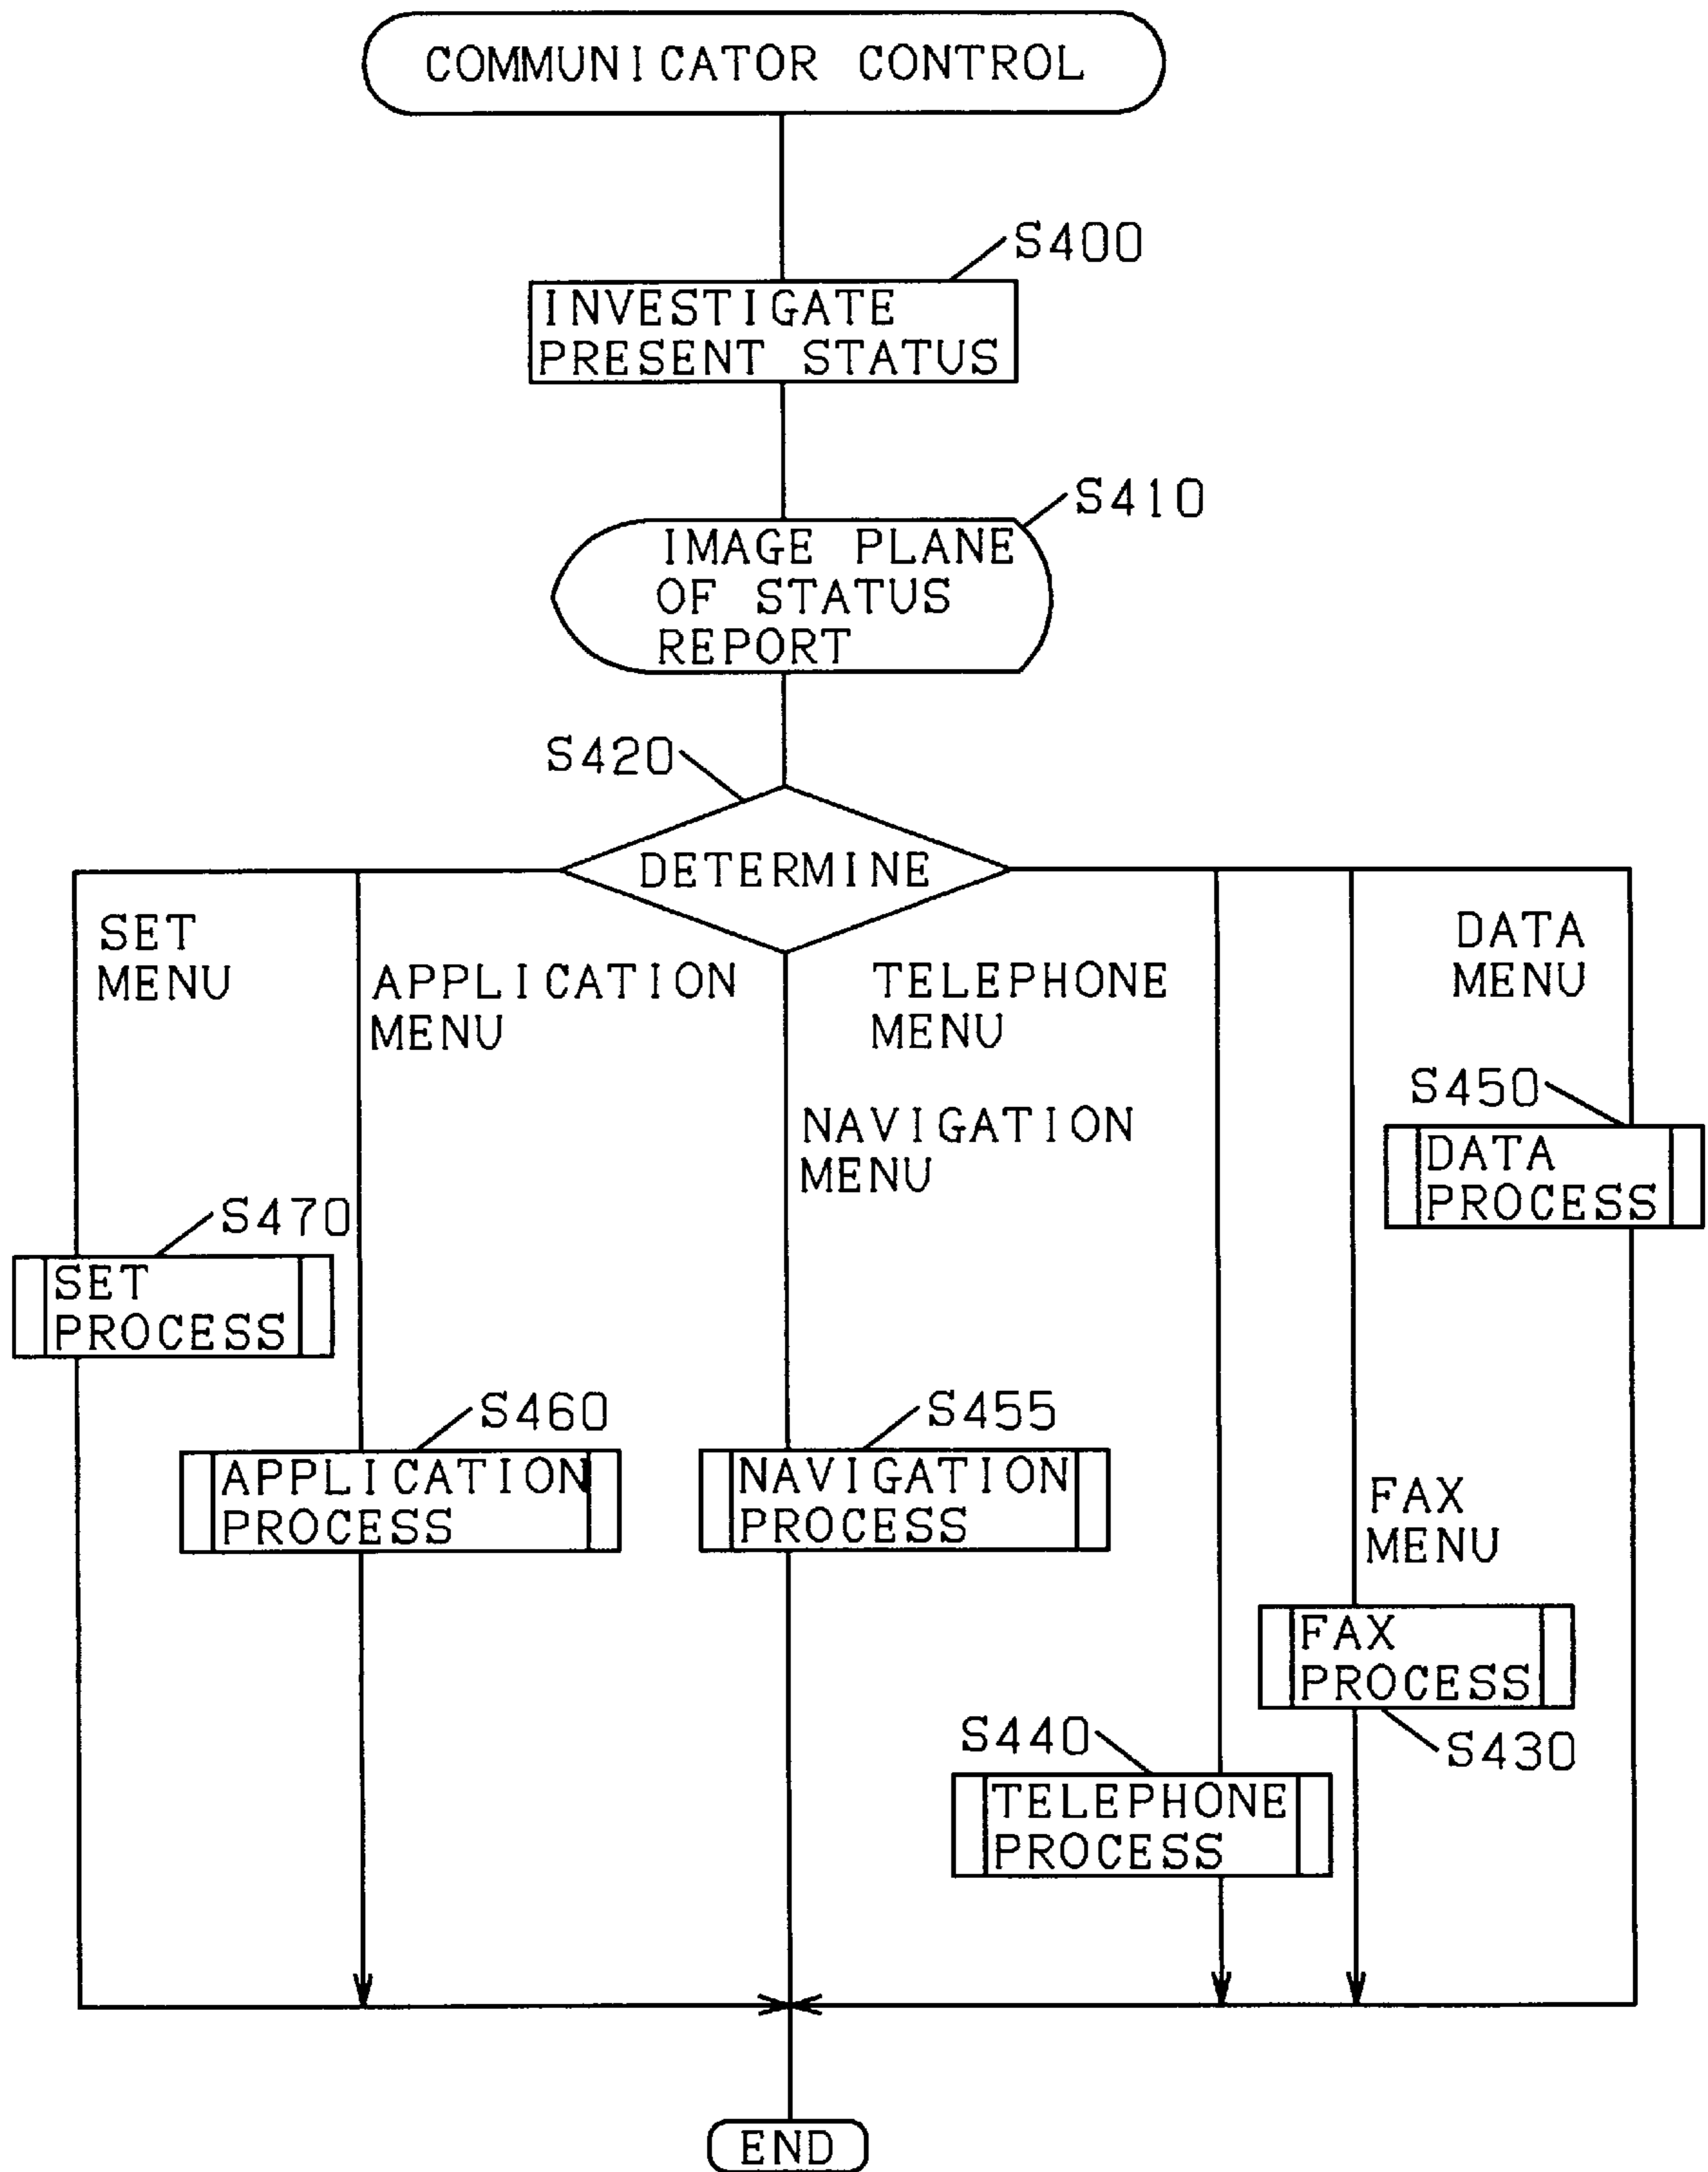 COMMUNICATOR CONTROL
S400
INVESTIGATE
PRESENT STATUS
S410
IMAGE PLANE
OF STATUS
REPORT
S420
DETERMINE
SET
MENU
APPLICATION
MENU
TELEPHONE
MENU
DATA
MENU
NAVIGATION
MENU
S450
DATA
PROCESS
S470
SET
PROCESS
S460
APPLICATION
PROCESS
S455
NAVIGATION
PROCESS
FAX
MENU
FAX
PROCESS
S430
S440
TELEPHONE
PROCESS
END